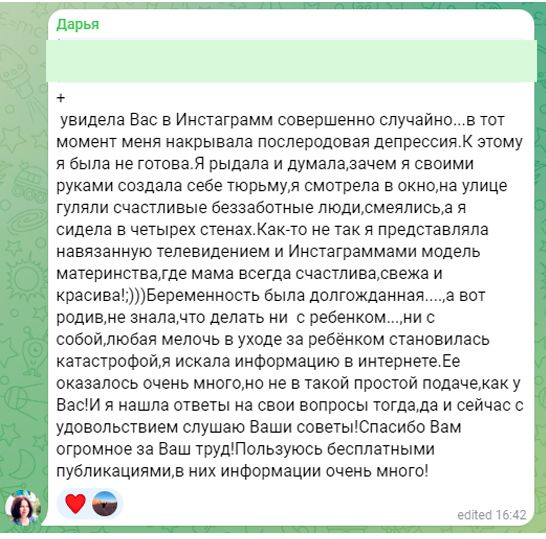 Дарья
+
увидела Вас в Инстаграмм совершенно случайно...в тот
момент меня накрывала послеродовая депрессия.К этому
я была не готова.Я рыдала и думала,зачем я своими
руками создала себе тюрьму,я смотрела в окно,на улице
гуляли счастливые беззаботные люди,смеялись,а я
сидела в четырех стенах.Как-то не так я представляла
навязанную телевидением и Инстаграммами модель
материнства,где мама всегда счастлива,свежа и
красива!;)))Беременность была долгожданная....,а вот
родив,не знала,что делать ни с ребенком...,ни с
собой,любая мелочь в уходе за ребёнком становилась
катастрофой,я искала информацию в интернете.Ее
оказалось очень много,но не в такой простой подаче,как у
Вас!И я нашла ответы на свои вопросы тогда,да и сейчас с
удовольствием слушаю Ваши советы!Спасибо Вам
огромное за Ваш труд!Пользуюсь бесплатными
публикациями,в них информации очень много!
edited 16:42